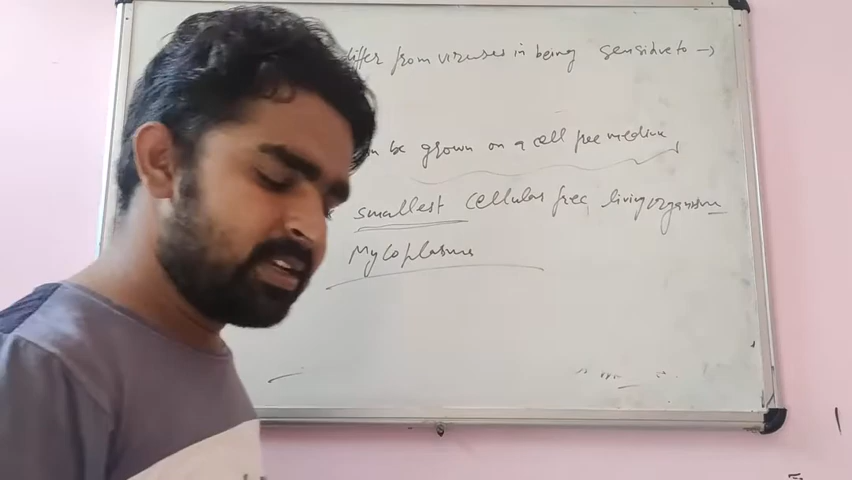 differ from viruses in being sensitive to →
be grown on a cell free medium,
smallest cellular free living organism
Mycoplasma